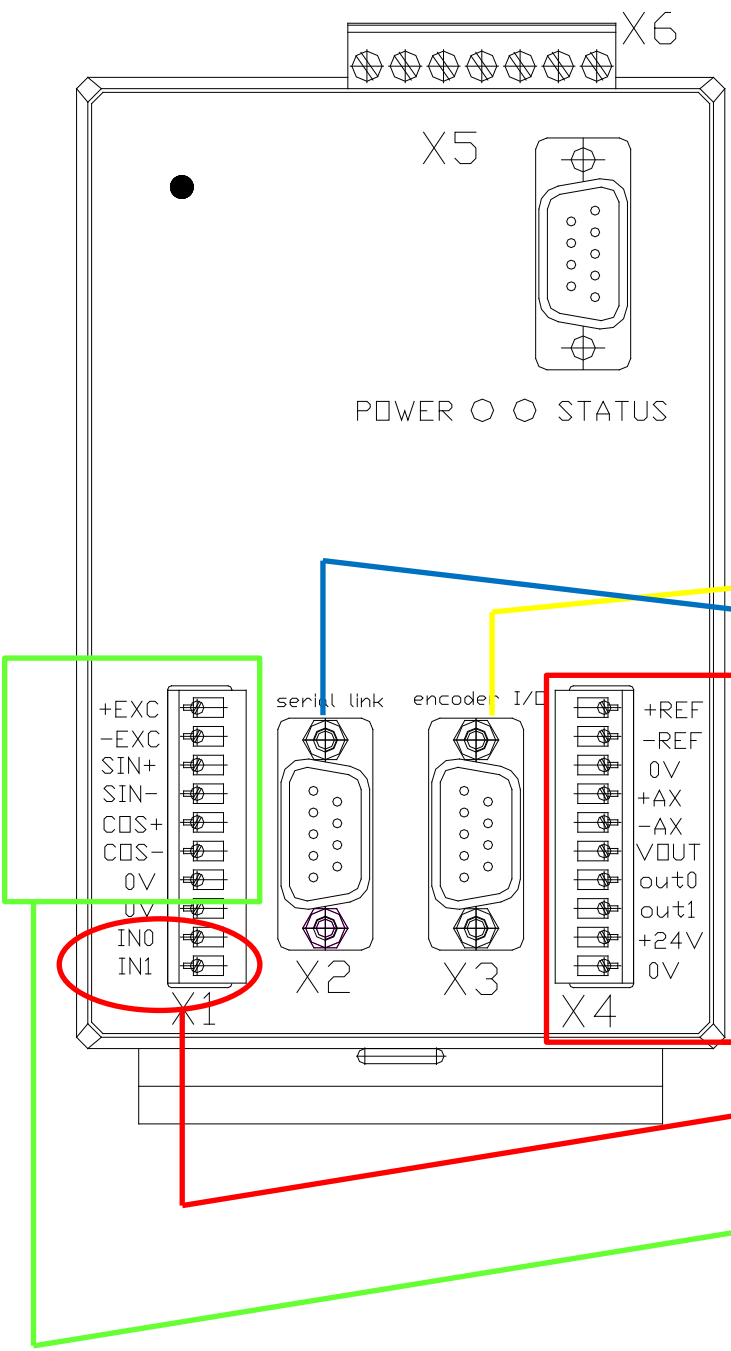 X6
X5
POWER STATUS
serial link
encoder I/O
+EXC
-EXC
SIN+
SIN-
COS+
COS-
0V
0V
IN0
IN1
X1
X2
X3
+REF
-REF
0V
+AX
-AX
VOUT
out0
out1
+24V
0V
X4